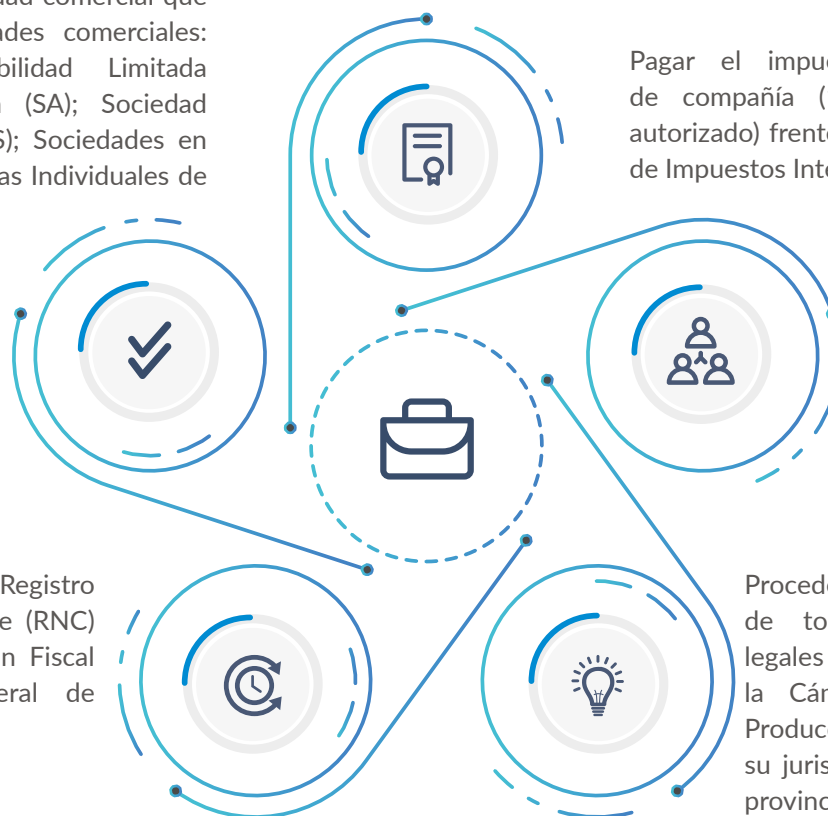 dad comercial que
ades comerciales:
bilidad Limitada
(SA); Sociedad
S); Sociedades en
as Individuales de
Pagar el impue
de compañía (
autorizado) frente
de Impuestos Inte
Registro
e (RNC)
n Fiscal
eral de
Procede
de to
legales
la Cám
Produc
su juris
provinc